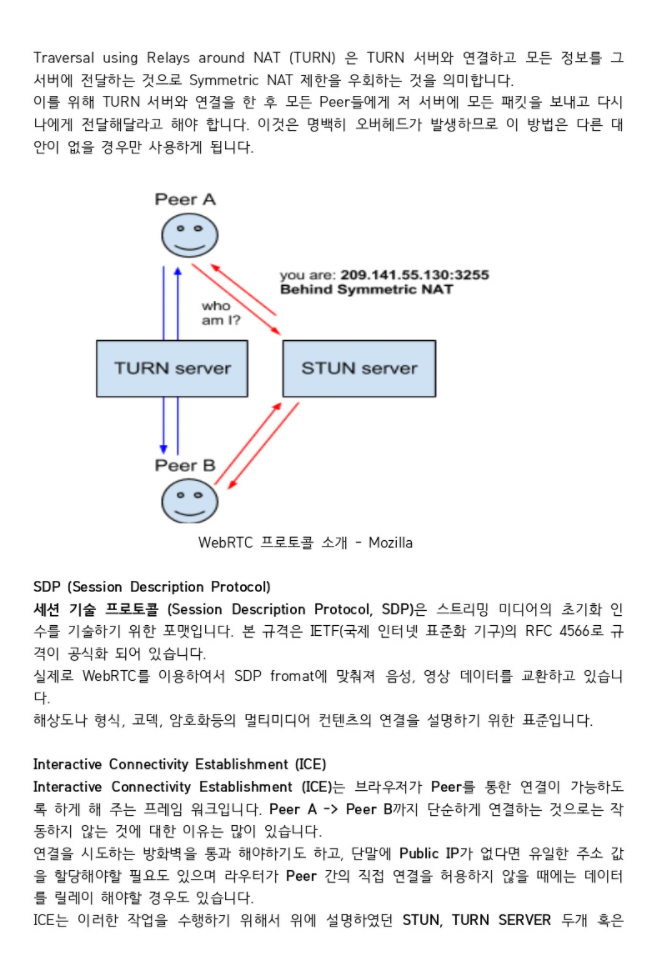 Traversal using Relays around NAT (TURN) 은 TURN 서버와 연결하고 모든 정보를 그
서버에 전달하는 것으로 Symmetric NAT 제한을 우회하는 것을 의미합니다.
이를 위해 TURN 서버와 연결을 한 후 모든 Peer들에게 저 서버에 모든 패킷을 보내고 다시
나에게 전달해달라고 해야 합니다. 이것은 명백히 오버헤드가 발생하므로 이 방법은 다른 대
안이 없을 경우만 사용하게 됩니다.
Peer A
you are: 209.141.55.130:3255
Behind Symmetric NAT
who
am I?
TURN server
STUN server
Peer B
WebRTC 프로토콜 소개 - Mozilla
SDP (Session Description Protocol)
세션 기술 프로토콜 (Session Description Protocol, SDP)은 스트리밍 미디어의 초기화 인
수를 기술하기 위한 포맷입니다. 본 규격은 IETF(국제 인터넷 표준화 기구)의 RFC 4566로 규
격이 공식화 되어 있습니다.
실제로 WebRTC를 이용하여서 SDP fromat에 맞춰져 음성, 영상 데이터를 교환하고 있습니
다.
해상도나 형식, 코덱, 암호화등의 멀티미디어 컨텐츠의 연결을 설명하기 위한 표준입니다.
Interactive Connectivity Establishment (ICE)
Interactive Connectivity Establishment (ICE)는 브라우저가 Peer를 통한 연결이 가능하도
록 하게 해 주는 프레임 워크입니다. Peer A -> Peer B까지 단순하게 연결하는 것으로는 작
동하지 않는 것에 대한 이유는 많이 있습니다.
연결을 시도하는 방화벽을 통과 해야하기도 하고, 단말에 Public IP가 없다면 유일한 주소 값
을 할당해야할 필요도 있으며 라우터가 Peer 간의 직접 연결을 허용하지 않을 때에는 데이터
를 릴레이 해야할 경우도 있습니다.
ICE는 이러한 작업을 수행하기 위해서 위에 설명하였던 STUN, TURN SERVER 두개 혹은